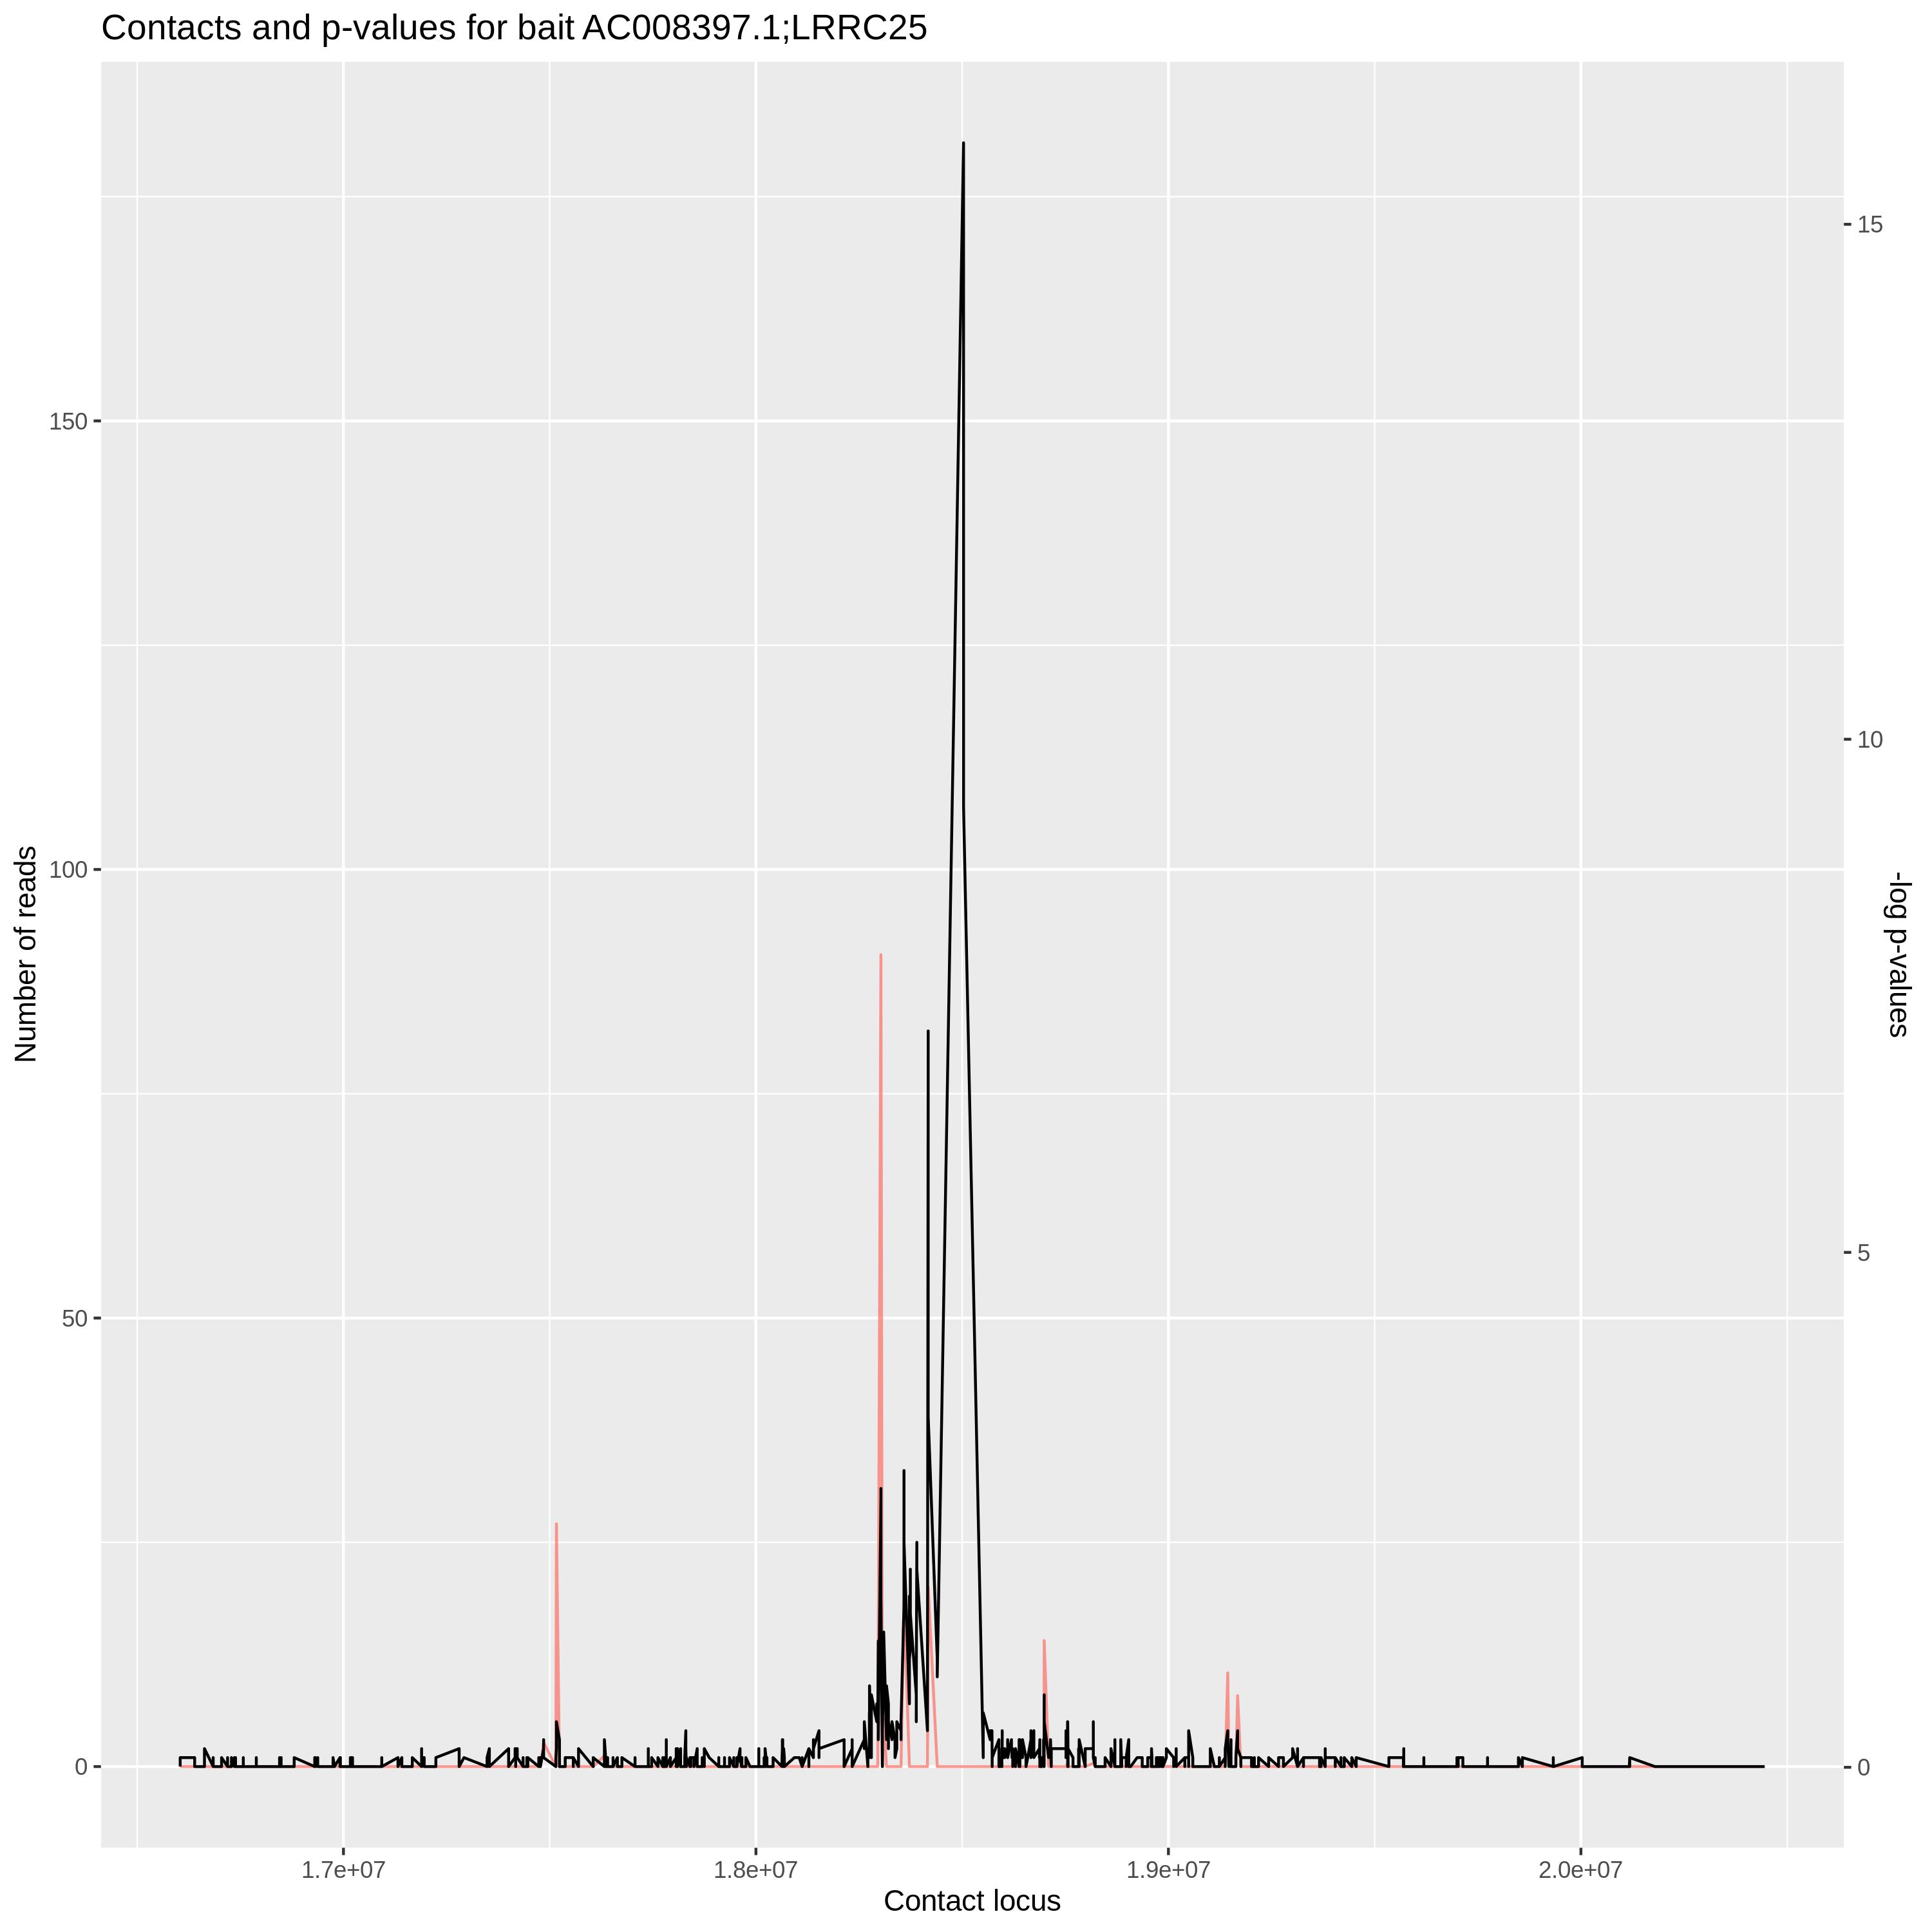 Contacts and p-values for bait AC008397.1;LRRC25
Number of reads
150
100
50
0
15
10
5
0
-log p-values
1.7e+07
1.8e+07
1.9e+07
2.0e+07
Contact locus